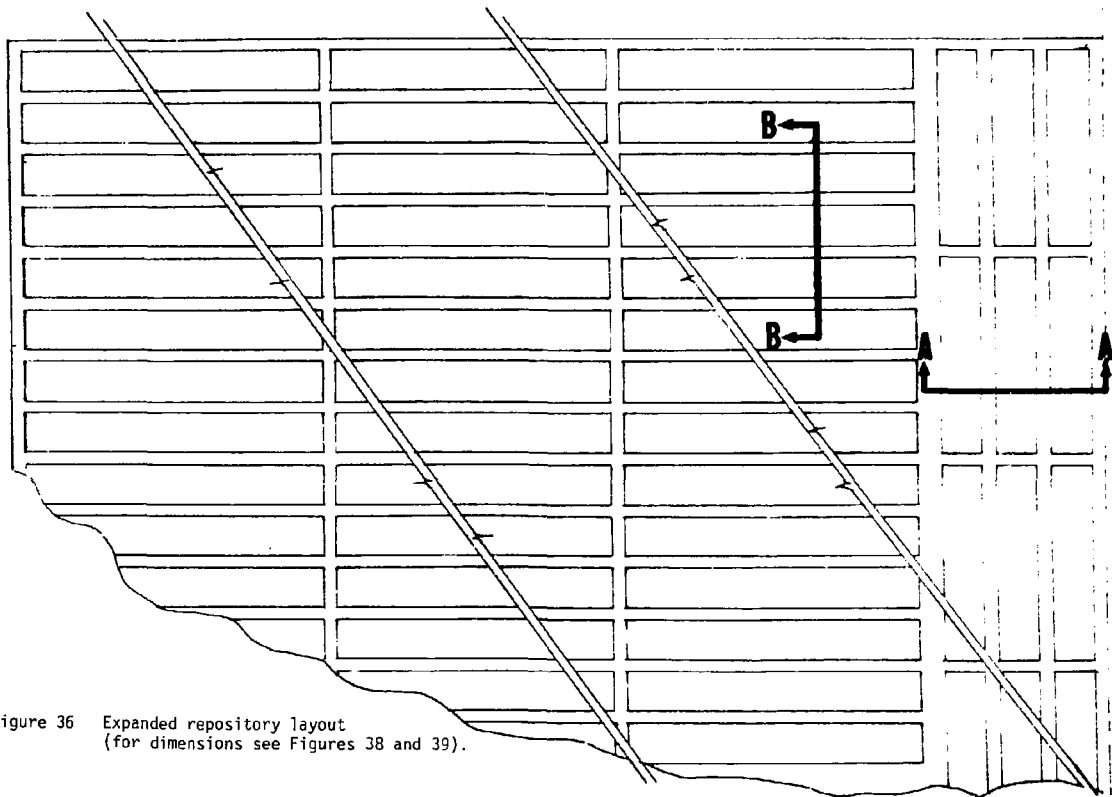 B
B
A A
igure 36 Expanded repository layout
(for dimensions see Figures 38 and 39).